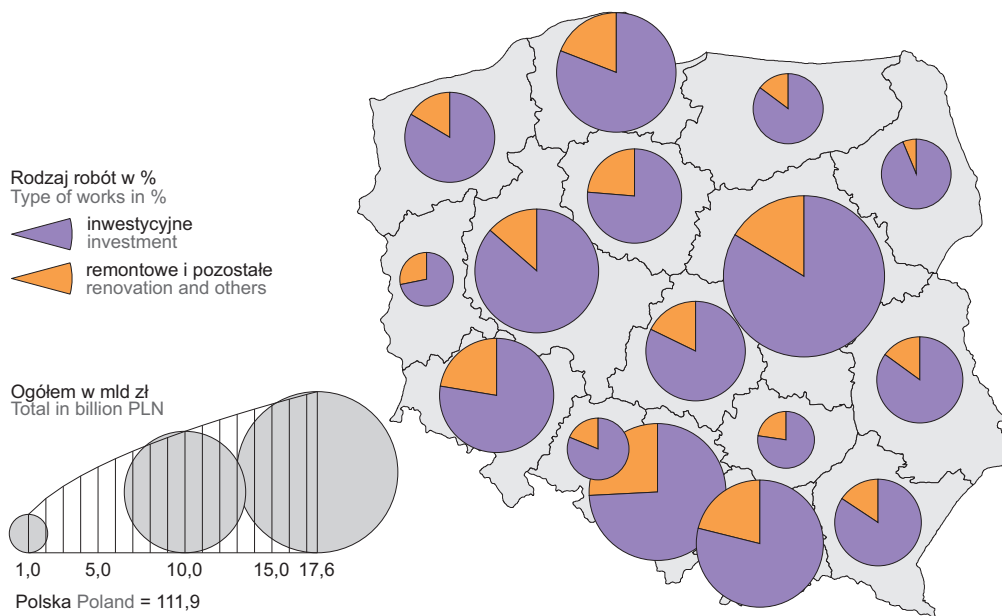 Rodzaj robót w %
Type of works in %
inwestycyjne
investment
remontowe i pozostałe
renovation and others
Ogółem w mld zł
Total in billion PLN
1,0 5,0 10,0 15,0 17,6
Polska Poland = 111,9